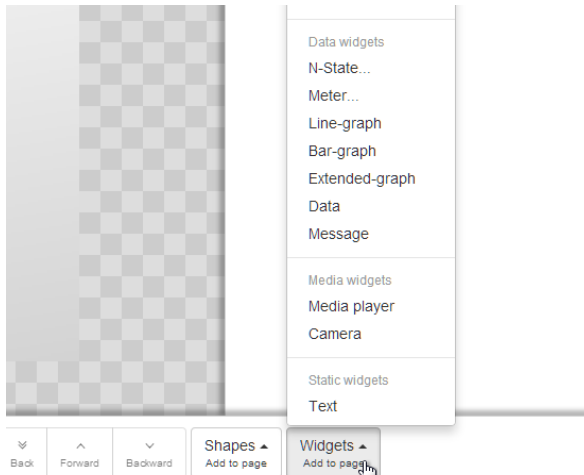 Data widgets
N-State...
Meter...
Line-graph
Bar-graph
Extended-graph
Data
Message
Media widgets
Media player
Camera
Static widgets
Text
Back
Forward
Backward
Shapes
Add to page
Widgets
Add to page